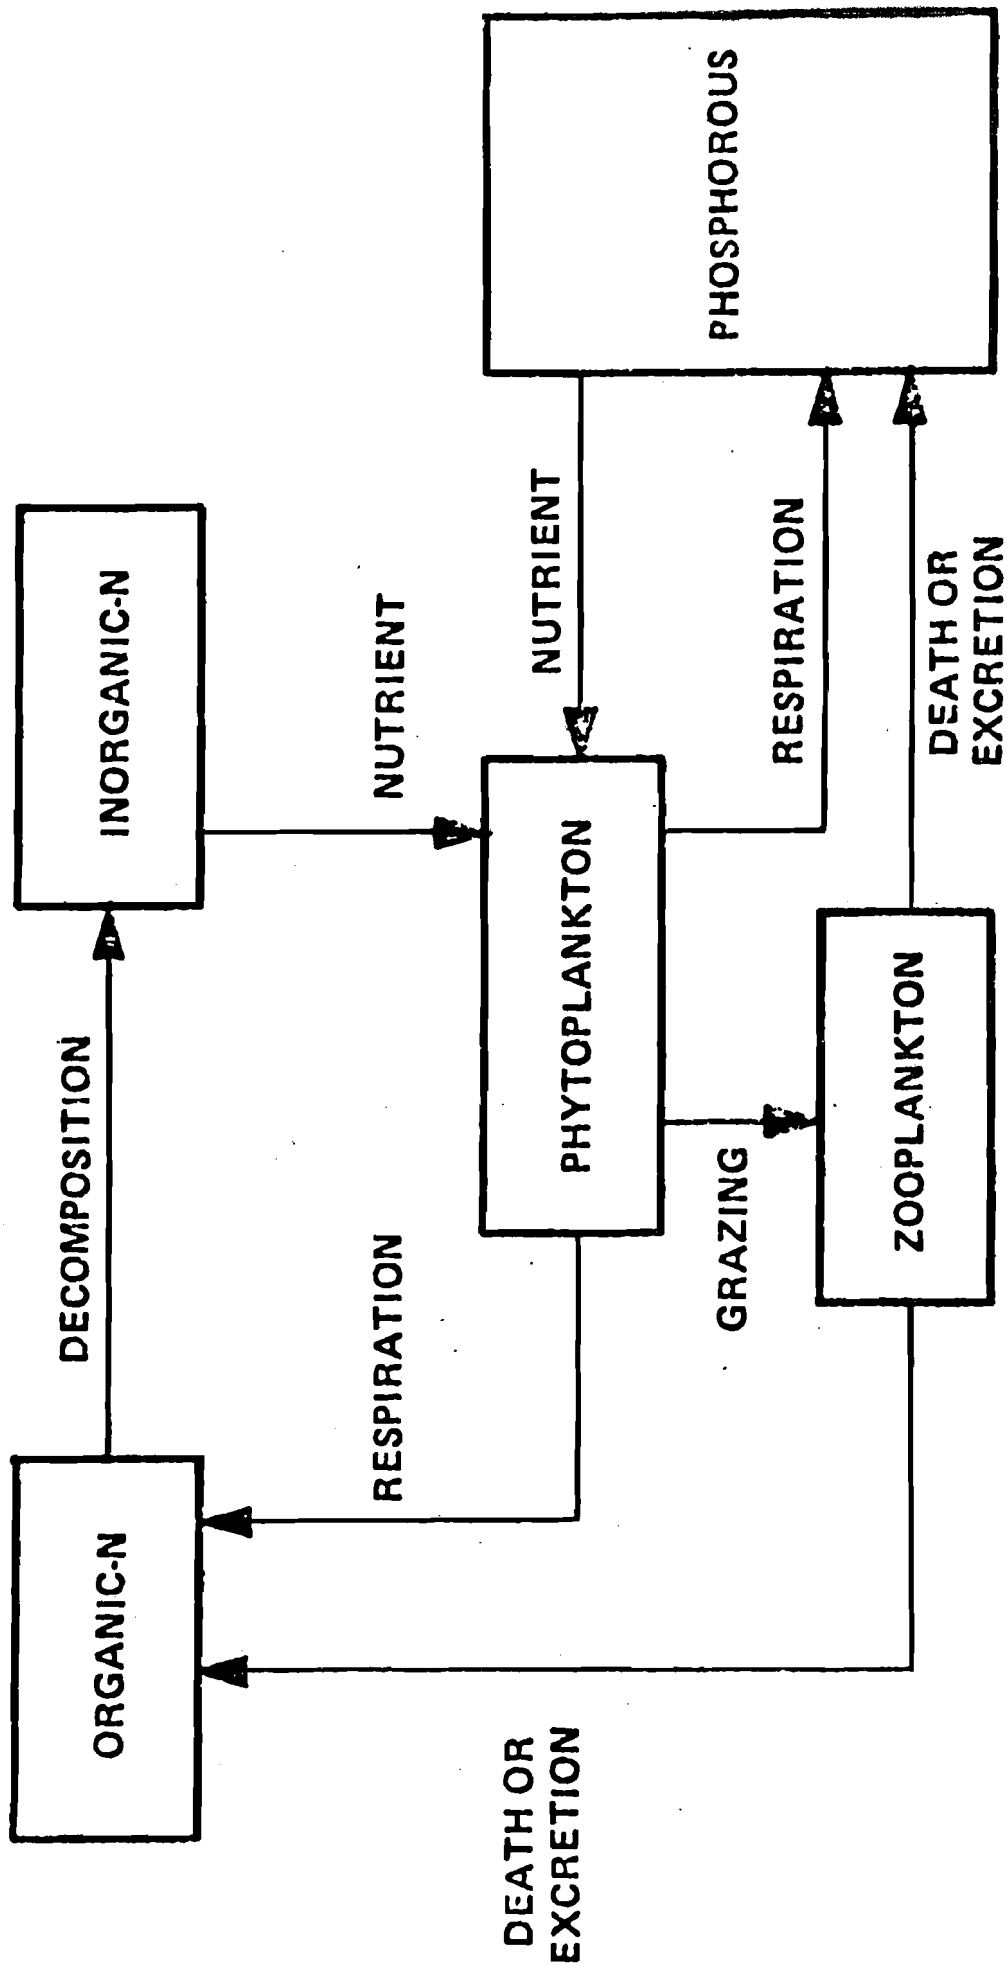 ORGANIC-N
DECOMPOSITION
INORGANIC-N
RESPIRATION
NUTRIENT
DEATH OR
EXCRETION
PHYTOPLANKTON
NUTRIENT
PHOSPHOROUS
GRAZING
RESPIRATION
ZOOPLANKTON
DEATH OR
EXCRETION